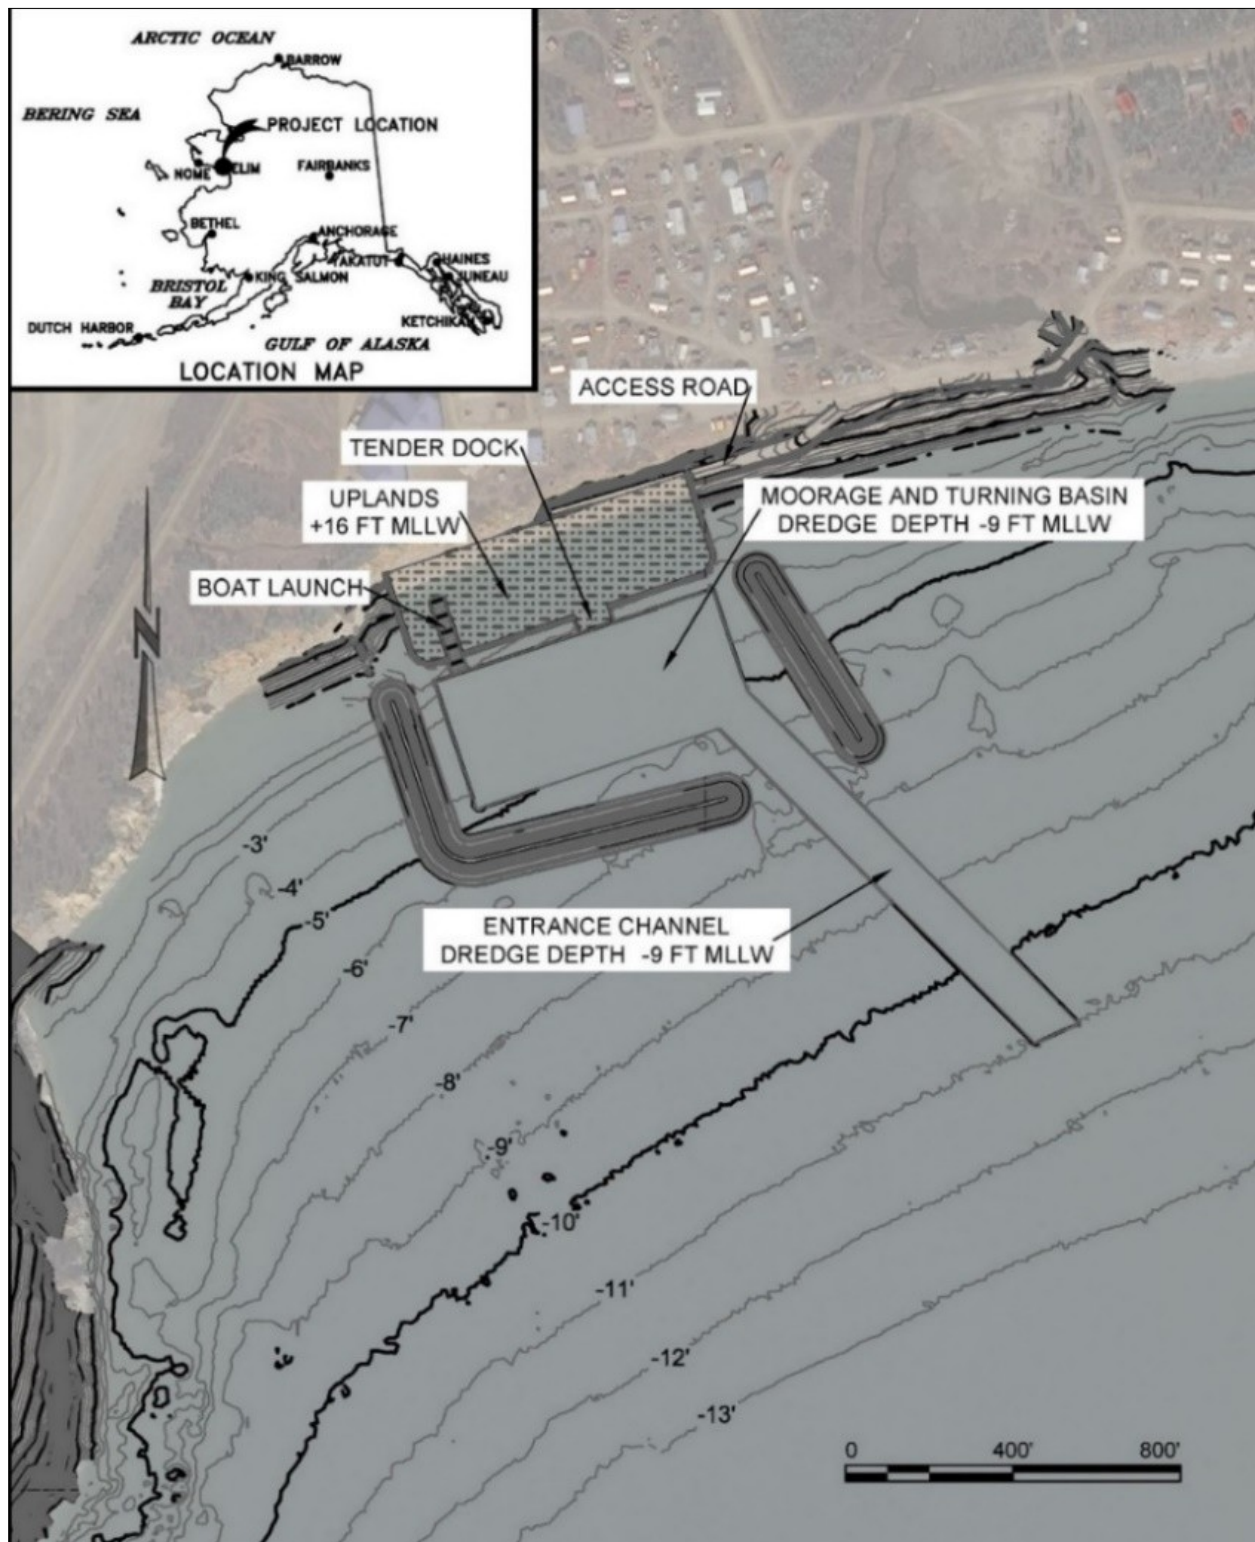 ARCTIC OCEAN
BARROW
BERING SEA
PROJECT LOCATION
NOME
ELIM
FAIRBANKS
BETHEL
ANCHORAGE
YAKATUT
HAINES
JUNEAU
BRISTOL
BAY
KING SALMON
DUTCH HARBOR
KETCHIKAN
GULF OF ALASKA
LOCATION MAP
ACCESS ROAD
TENDER DOCK
UPLANDS
+16 FT MLLW
MOORAGE AND TURNING BASIN
DREDGE DEPTH -9 FT MLLW
BOAT LAUNCH
N
-3'
-4'
-5'
ENTRANCE CHANNEL
DREDGE DEPTH -9 FT MLLW
-6'
-7'
-8'
-9'
-10'
-11'
-12'
-13'
0 400' 800'